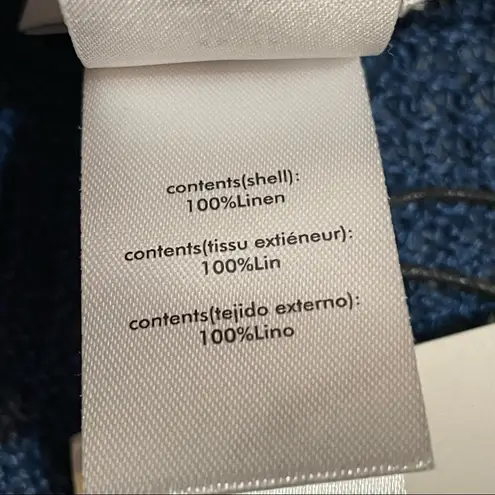 contents(shell):
100%Linen
contents(tissu extiéneur):
100%Lin
contents(tejido externo):
100%Lino